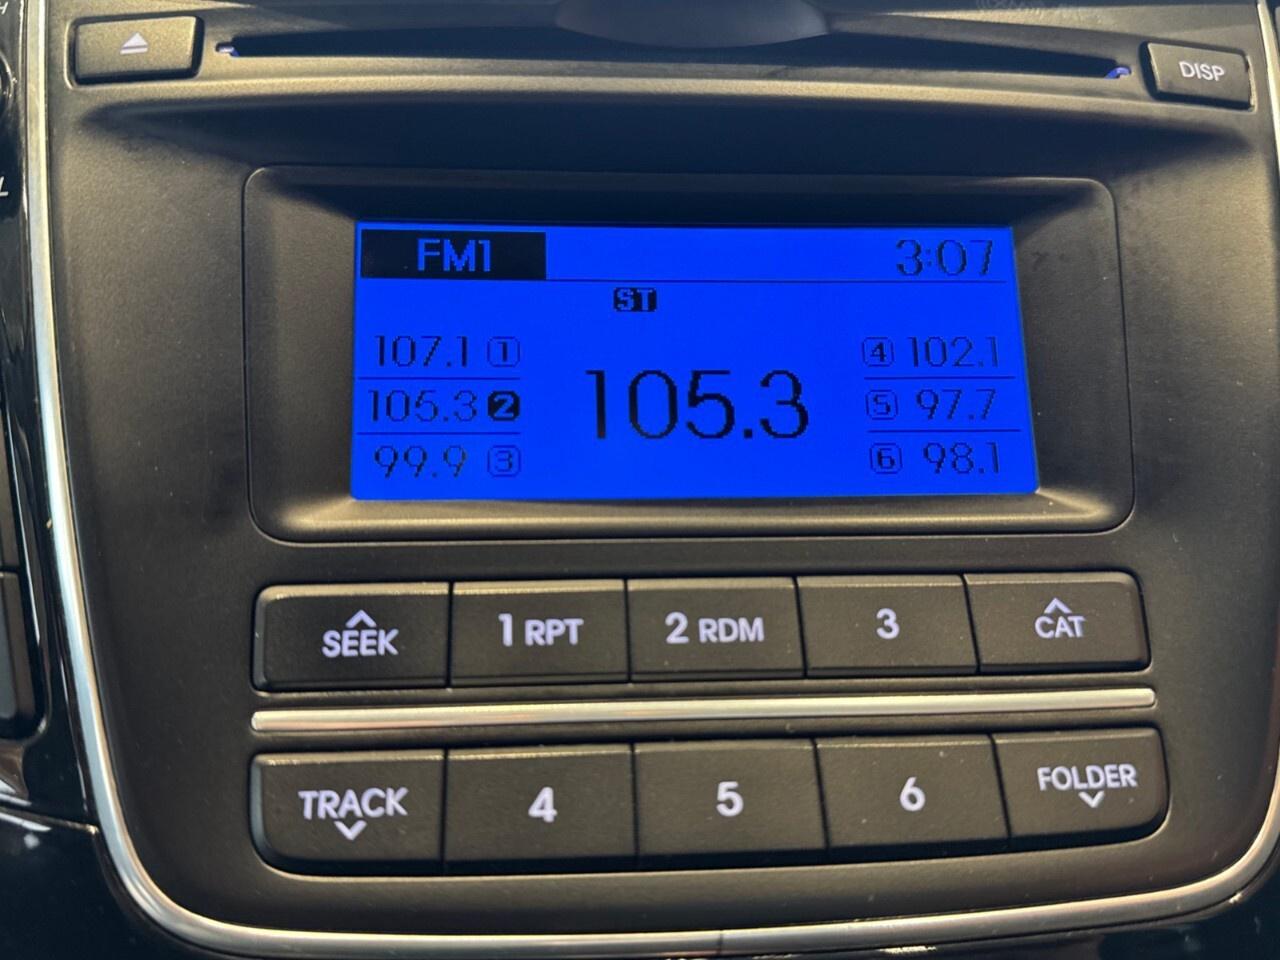 DISP
FM1 3:07
ST
107.1 1
105.3 2
99.9 3
105.3
4 102.1
5 97.7
6 98.1
SEEK
1 RPT
2 RDM
3
CAT
TRACK
4
5
6
FOLDER